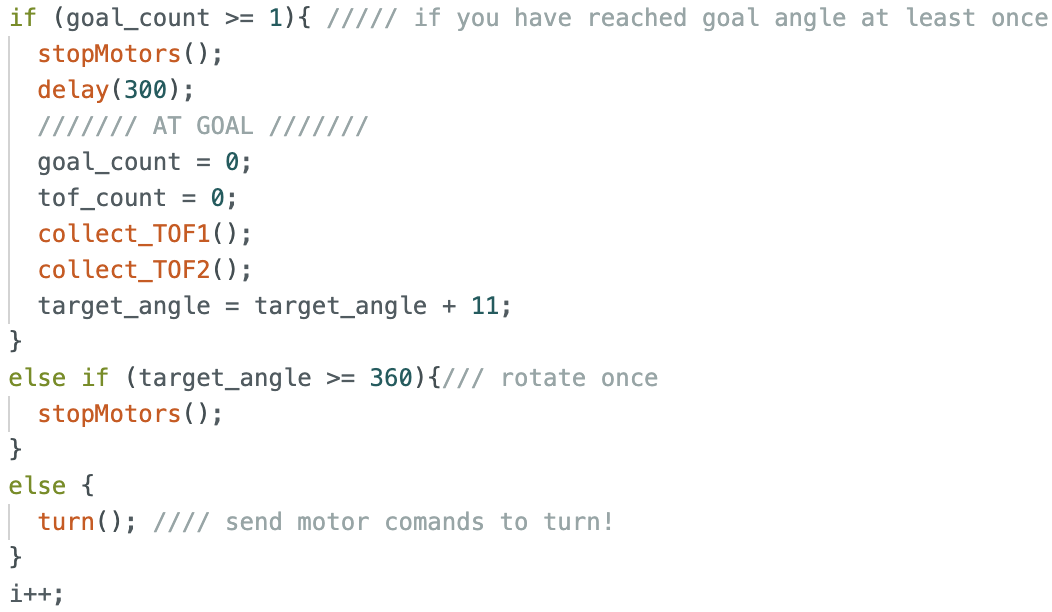 if (goal_count >= 1){ ///// if you have reached goal angle at least once
  stopMotors();
  delay(300);
  /////// AT GOAL ///////
  goal_count = 0;
  tof_count = 0;
  collect_TOF1();
  collect_TOF2();
  target_angle = target_angle + 11;
}
else if (target_angle >= 360){/// rotate once
  stopMotors();
}
else {
  turn(); //// send motor comands to turn!
}
i++;